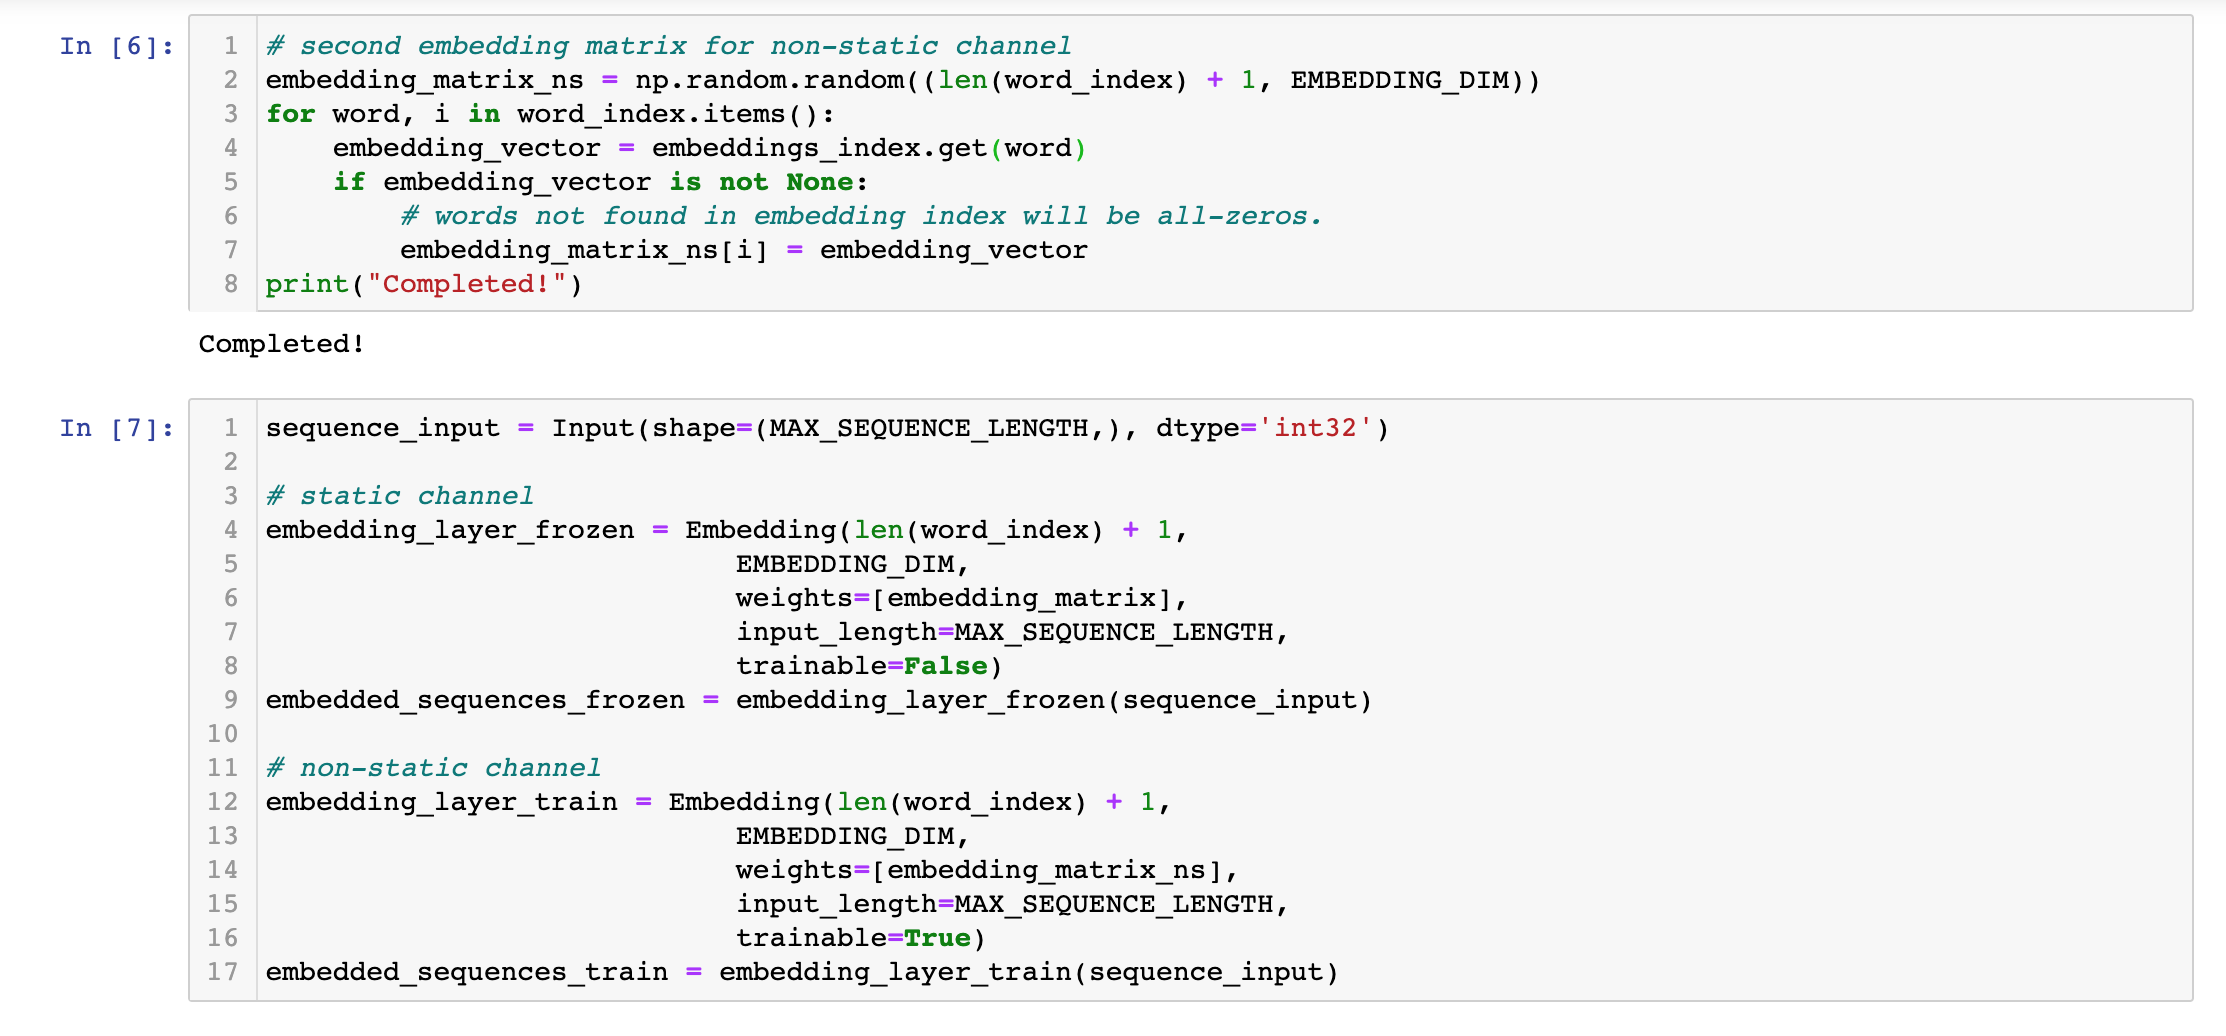 In [6]:
1 # second embedding matrix for non-static channel
2 embedding_matrix_ns = np.random.random((len(word_index) + 1, EMBEDDING_DIM))
3 for word, i in word_index.items():
4     embedding_vector = embeddings_index.get(word)
5     if embedding_vector is not None:
6         # words not found in embedding index will be all-zeros.
7         embedding_matrix_ns[i] = embedding_vector
8 print("Completed!")
Completed!
In [7]:
1 sequence_input = Input(shape=(MAX_SEQUENCE_LENGTH,), dtype='int32')
2
3 # static channel
4 embedding_layer_frozen = Embedding(len(word_index) + 1,
5                             EMBEDDING_DIM,
6                             weights=[embedding_matrix],
7                             input_length=MAX_SEQUENCE_LENGTH,
8                             trainable=False)
9 embedded_sequences_frozen = embedding_layer_frozen(sequence_input)
10
11 # non-static channel
12 embedding_layer_train = Embedding(len(word_index) + 1,
13                             EMBEDDING_DIM,
14                             weights=[embedding_matrix_ns],
15                             input_length=MAX_SEQUENCE_LENGTH,
16                             trainable=True)
17 embedded_sequences_train = embedding_layer_train(sequence_input)